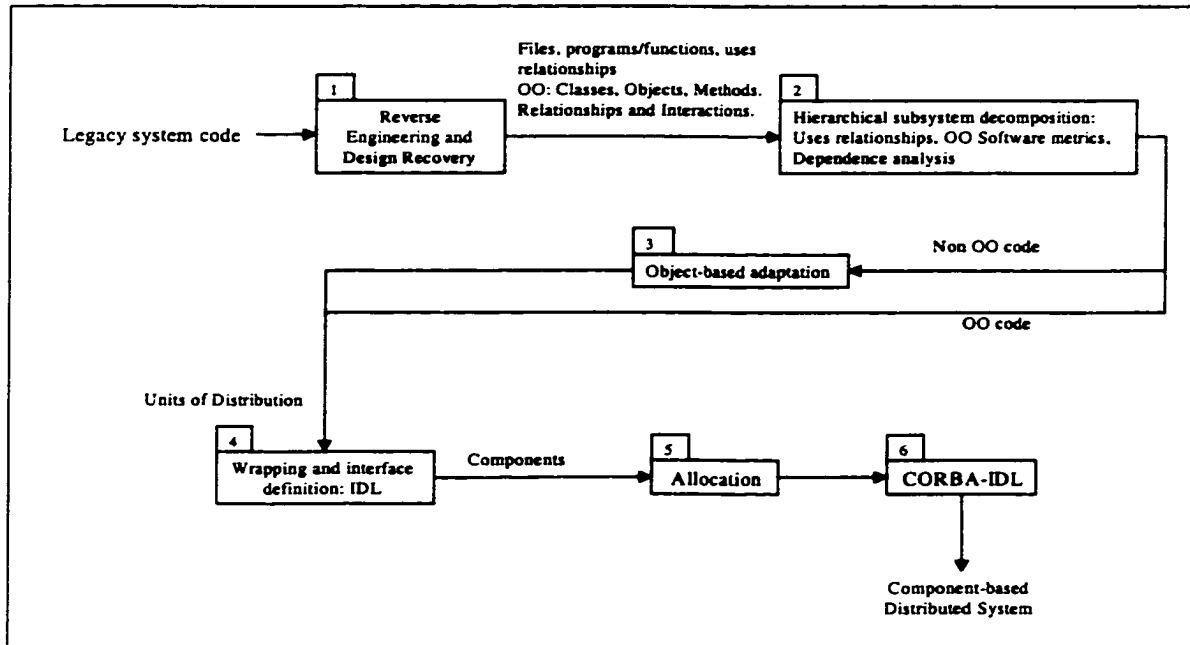 Files, programs/functions, uses
relationships
OO: Classes, Objects, Methods.
Relationships and Interactions.
1
2
Legacy system code
Reverse
Engineering and
Design Recovery
Hierarchical subsystem decomposition:
Uses relationships, OO Software metrics,
Dependence analysis
3
Non OO code
Object-based adaptation
OO code
Units of Distribution
4
Wrapping and interface
definition: IDL
Components
5
Allocation
6
CORBA-IDL
Component-based
Distributed System